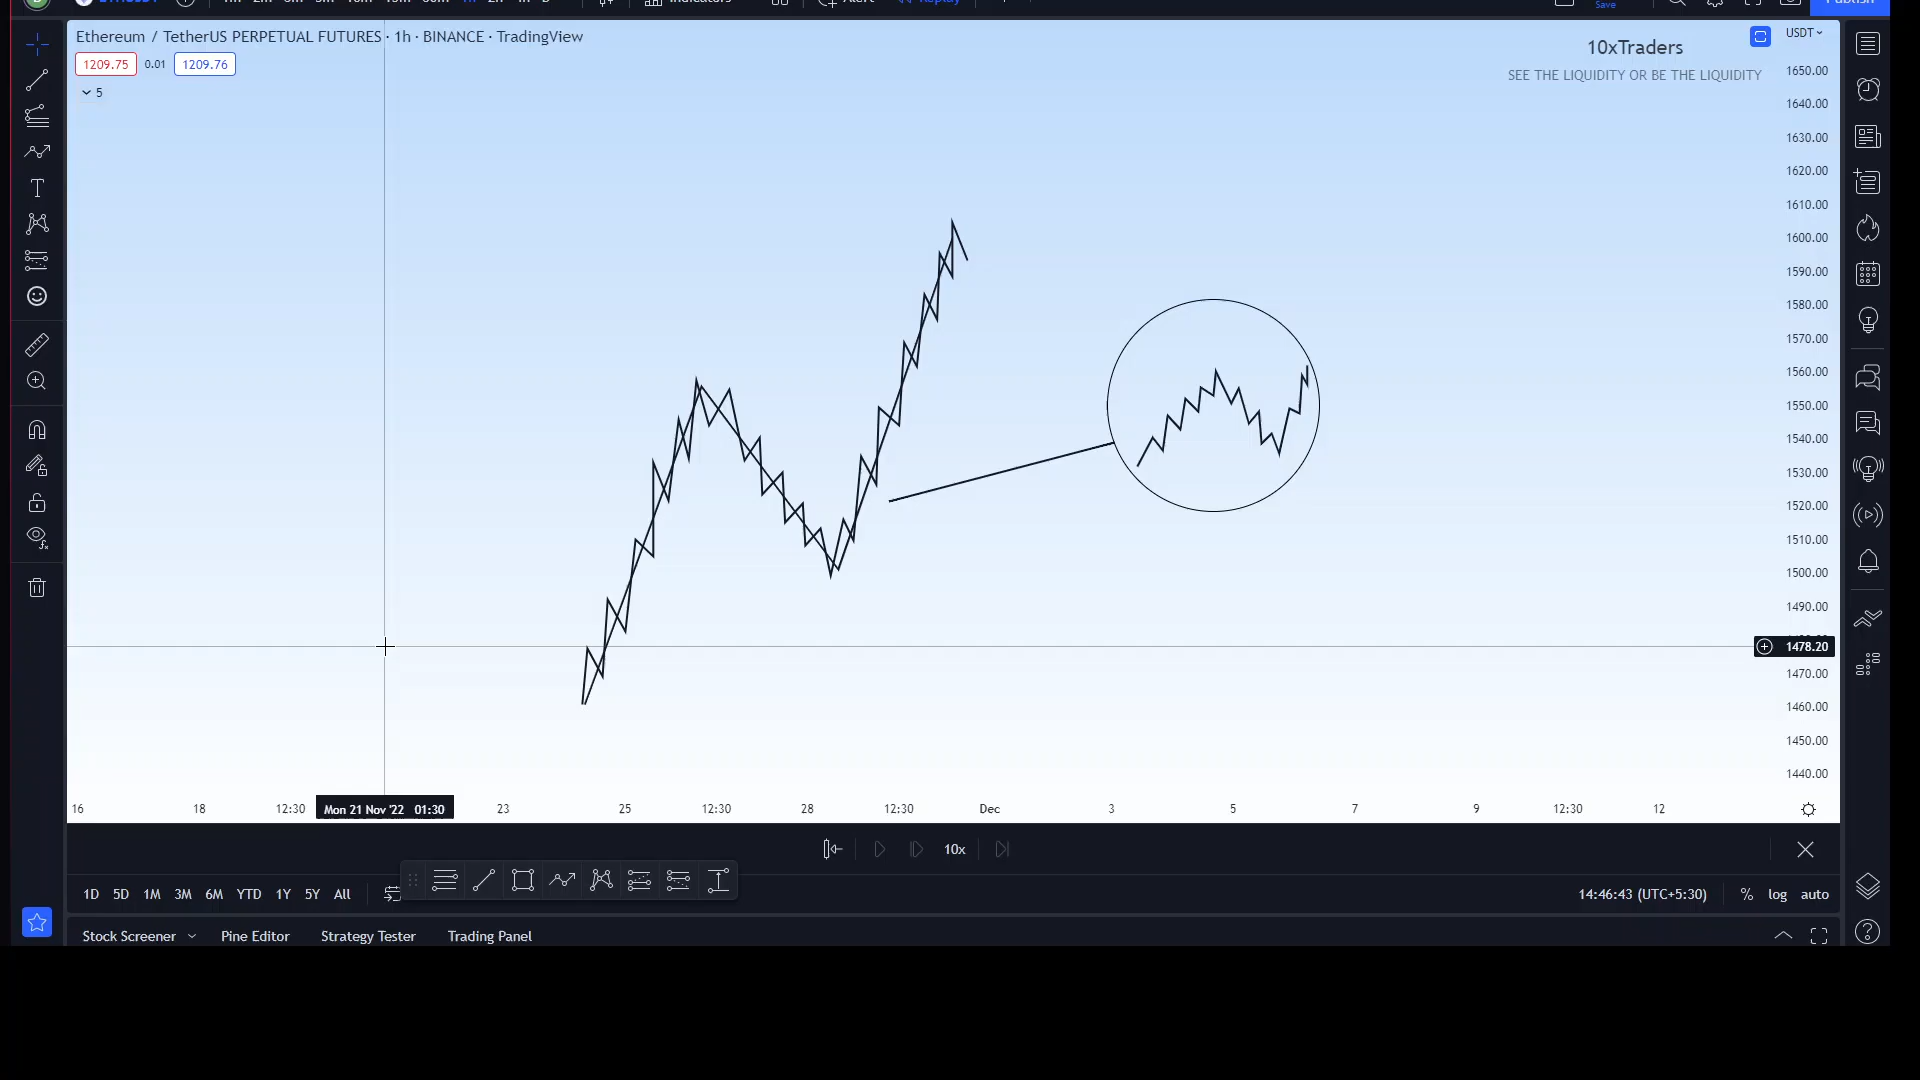 Save
Ethereum / TetherUS PERPETUAL FUTURES · 1h · BINANCE · TradingView
1209.75 0.01 1209.76
5
10xTraders
SEE THE LIQUIDITY OR BE THE LIQUIDITY
USDT
1650.00
1640.00
1630.00
1620.00
1610.00
1600.00
1590.00
1580.00
1570.00
1560.00
1550.00
1540.00
1530.00
1520.00
1510.00
1500.00
1490.00
1478.20
1470.00
1460.00
1450.00
1440.00
16 18 12:30 Mon 21 Nov '22 01:30 23 25 12:30 28 12:30 Dec 3 5 7 9 12:30 12
10x
1D 5D 1M 3M 6M YTD 1Y 5Y All
14:46:43 (UTC+5:30) % log auto
Stock Screener Pine Editor Strategy Tester Trading Panel